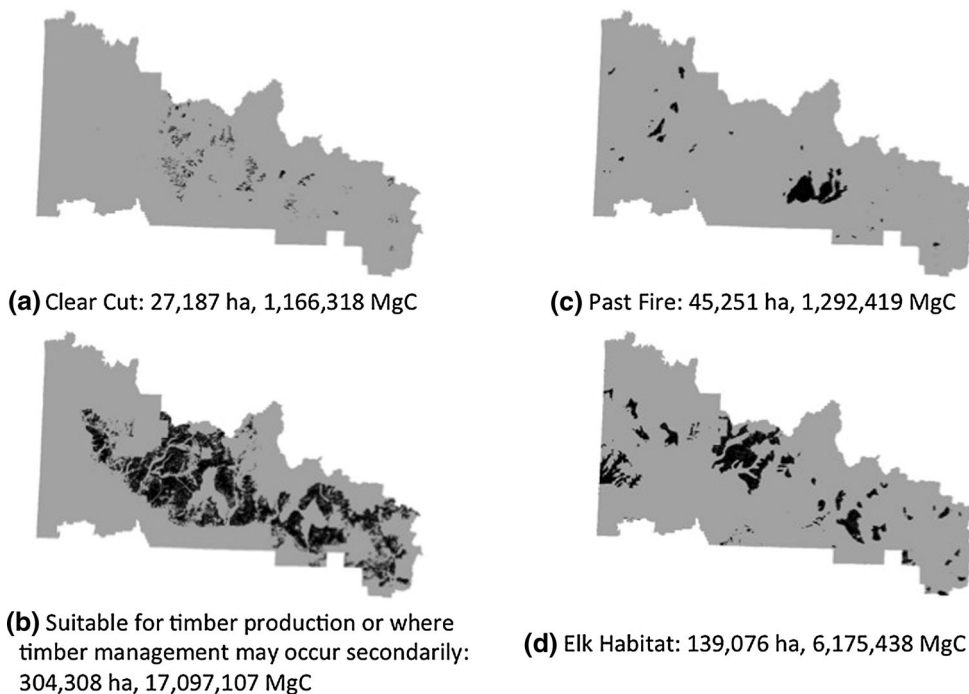 (a) Clear Cut: 27,187 ha, 1,166,318 MgC
(c) Past Fire: 45,251 ha, 1,292,419 MgC
(b) Suitable for timber production or where
timber management may occur secondarily:
304,308 ha, 17,097,107 MgC
(d) Elk Habitat: 139,076 ha, 6,175,438 MgC